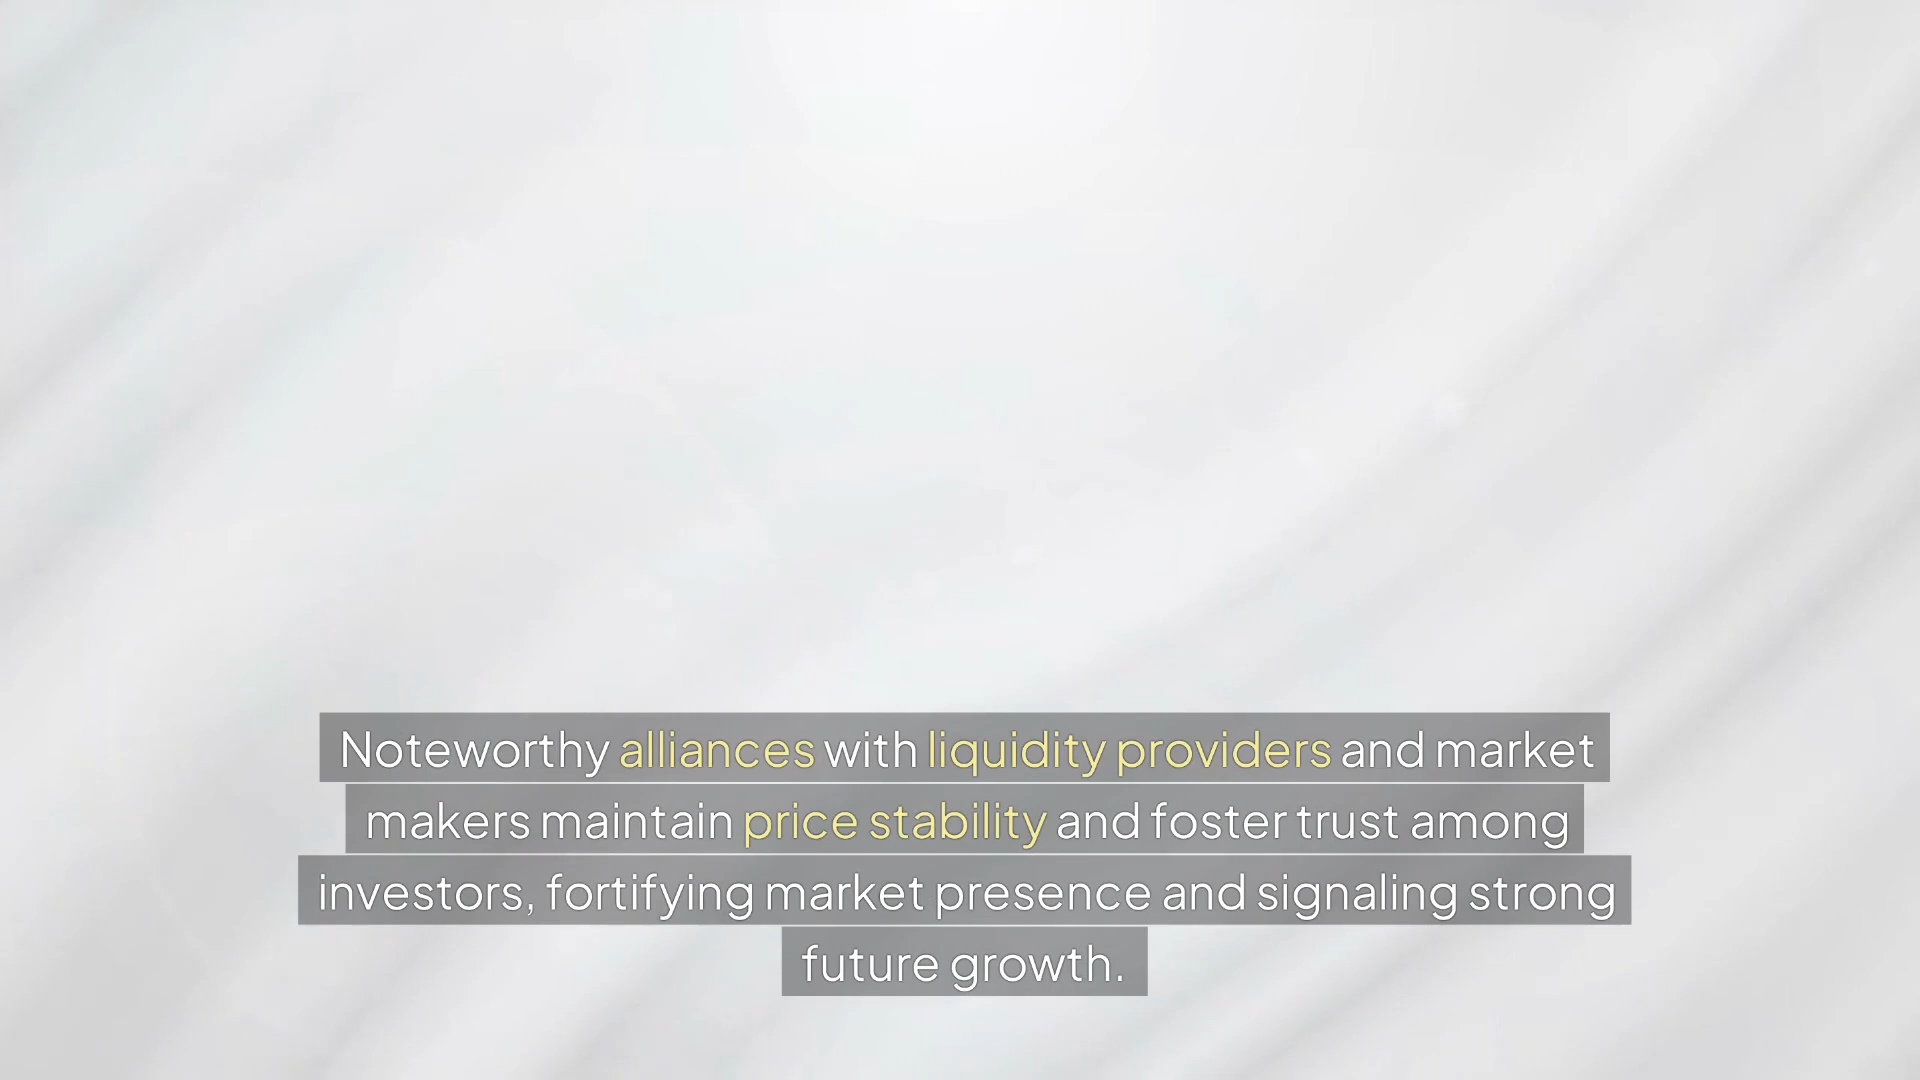 Noteworthy alliances with liquidity providers and market
makers maintain price stability and foster trust among
investors, fortifying market presence and signaling strong
future growth.